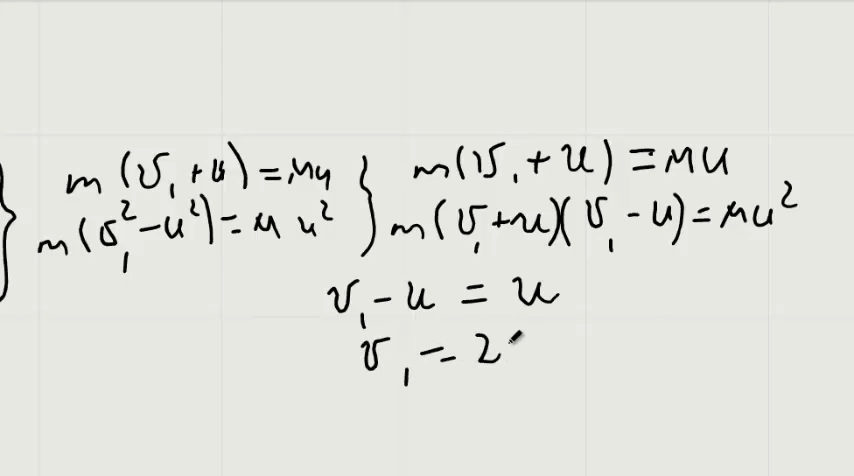 m(v₁+u)=Mu } m(v₁+u)=Mu
m(v₁²-u²)=Mu² } m(v₁+u)(v₁-u)=Mu²
v₁-u=u
v₁=2